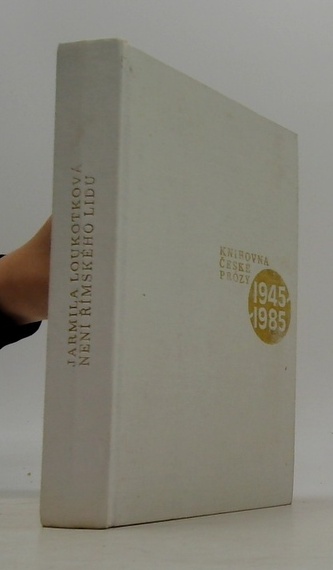 JARMILA LOUKOTKOVÁ
NENÍ ŘÍMSKÉHO LIDU
KNIHOVNA
ČESKÉ
PRÓZY
1945
1985